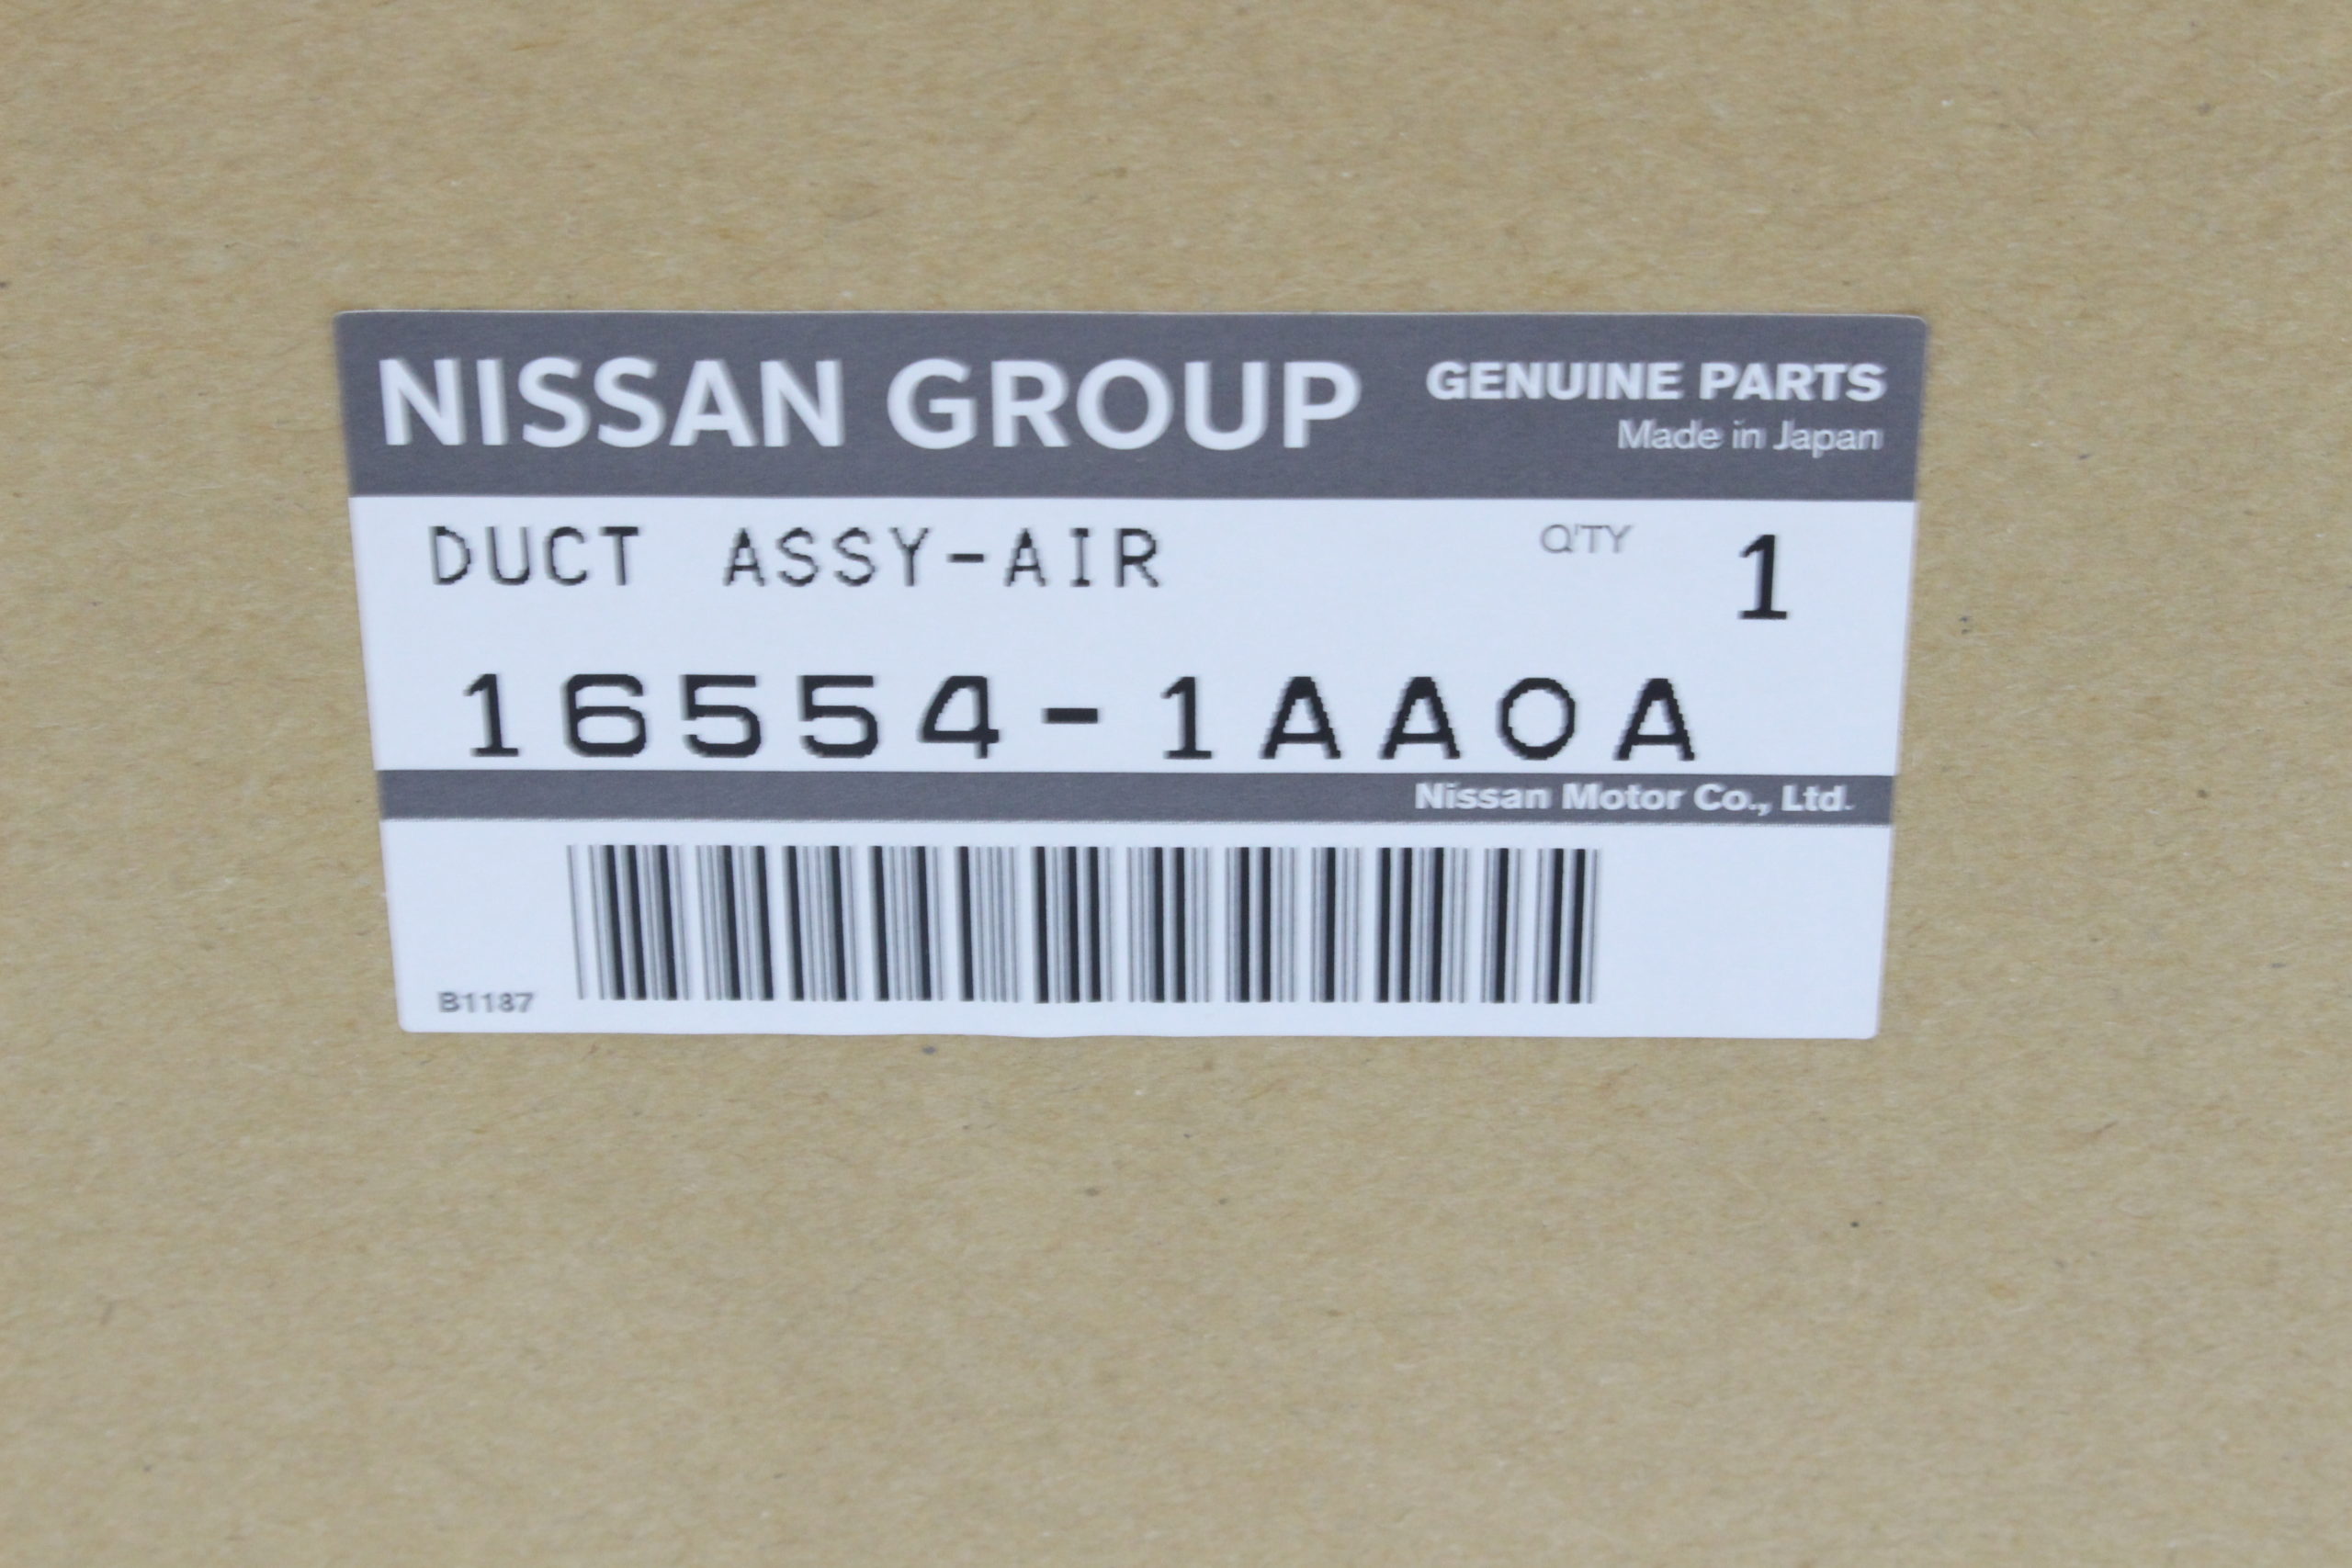 NISSAN GROUP GENUINE PARTS
Made in Japan
DUCT ASSY-AIR Q'TY 1
16554-1AA0A
Nissan Motor Co., Ltd.
B1187